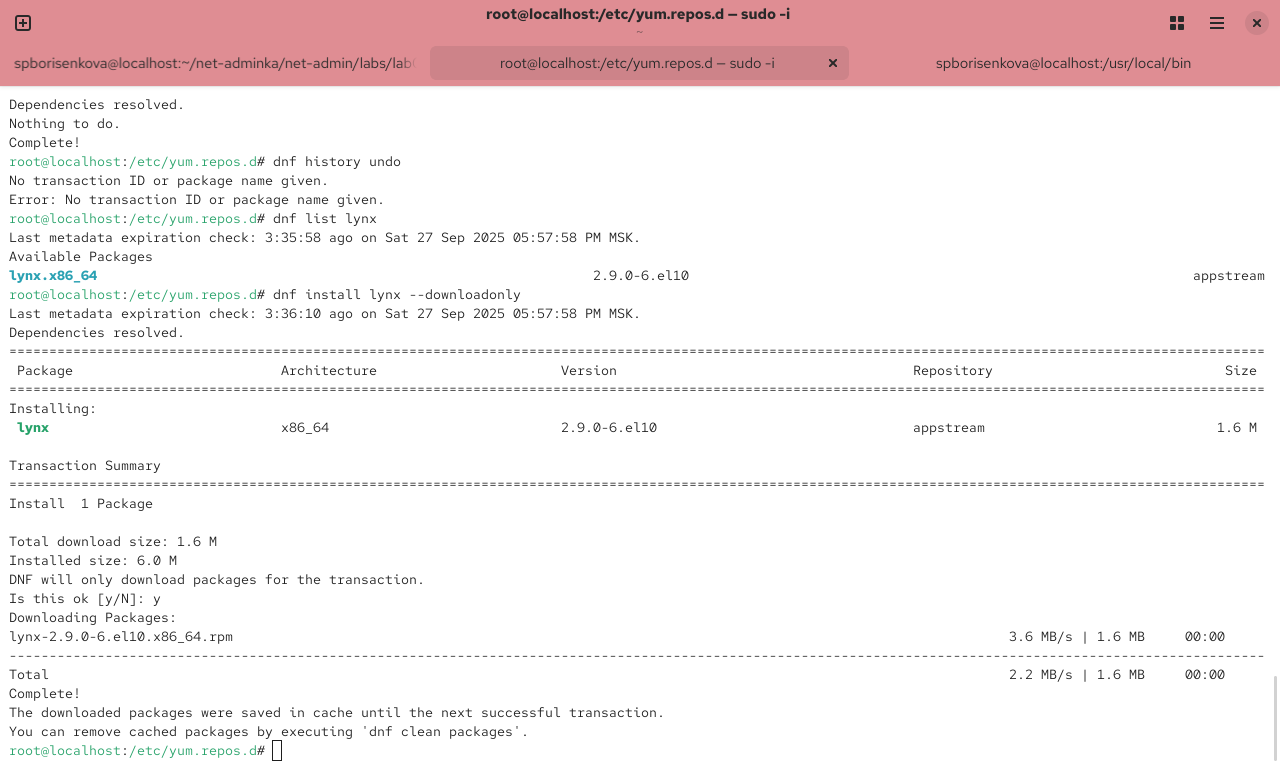 root@localhost:/etc/yum.repos.d — sudo -i
~
spborisenkova@localhost:~/net-adminka/net-admin/labs/lab
root@localhost:/etc/yum.repos.d — sudo -i
spborisenkova@localhost:/usr/local/bin
Dependencies resolved.
Nothing to do.
Complete!
root@localhost:/etc/yum.repos.d# dnf history undo
No transaction ID or package name given.
Error: No transaction ID or package name given.
root@localhost:/etc/yum.repos.d# dnf list lynx
Last metadata expiration check: 3:35:58 ago on Sat 27 Sep 2025 05:57:58 PM MSK.
Available Packages
lynx.x86_64 2.9.0-6.el10 appstream
root@localhost:/etc/yum.repos.d# dnf install lynx --downloadonly
Last metadata expiration check: 3:36:10 ago on Sat 27 Sep 2025 05:57:58 PM MSK.
Dependencies resolved.
================================================================================
Package Architecture Version Repository Size
================================================================================
Installing:
lynx x86_64 2.9.0-6.el10 appstream 1.6 M
Transaction Summary
================================================================================
Install  1 Package
Total download size: 1.6 M
Installed size: 6.0 M
DNF will only download packages for the transaction.
Is this ok [y/N]: y
Downloading Packages:
lynx-2.9.0-6.el10.x86_64.rpm 3.6 MB/s | 1.6 MB 00:00
--------------------------------------------------------------------------------
Total 2.2 MB/s | 1.6 MB 00:00
Complete!
The downloaded packages were saved in cache until the next successful transaction.
You can remove cached packages by executing 'dnf clean packages'.
root@localhost:/etc/yum.repos.d#